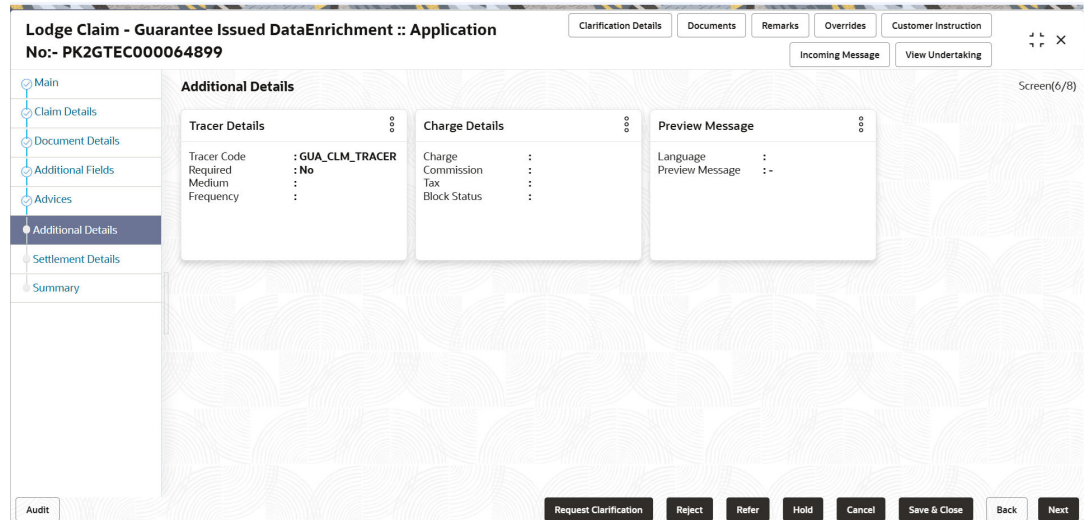 Lodge Claim - Guarantee Issued DataEnrichment :: Application
No:- PK2GTEC000064899
Clarification Details
Documents
Remarks
Overrides
Customer Instruction
Incoming Message
View Undertaking
Main
Claim Details
Document Details
Additional Fields
Advices
Additional Details
Settlement Details
Summary
Additional Details
Screen(6/8)
Tracer Details
Tracer Code : GUA_CLM_TRACER
Required : No
Medium :
Frequency :
Charge Details
Charge :
Commission :
Tax :
Block Status :
Preview Message
Language :
Preview Message : -
Audit
Request Clarification
Reject
Refer
Hold
Cancel
Save & Close
Back
Next